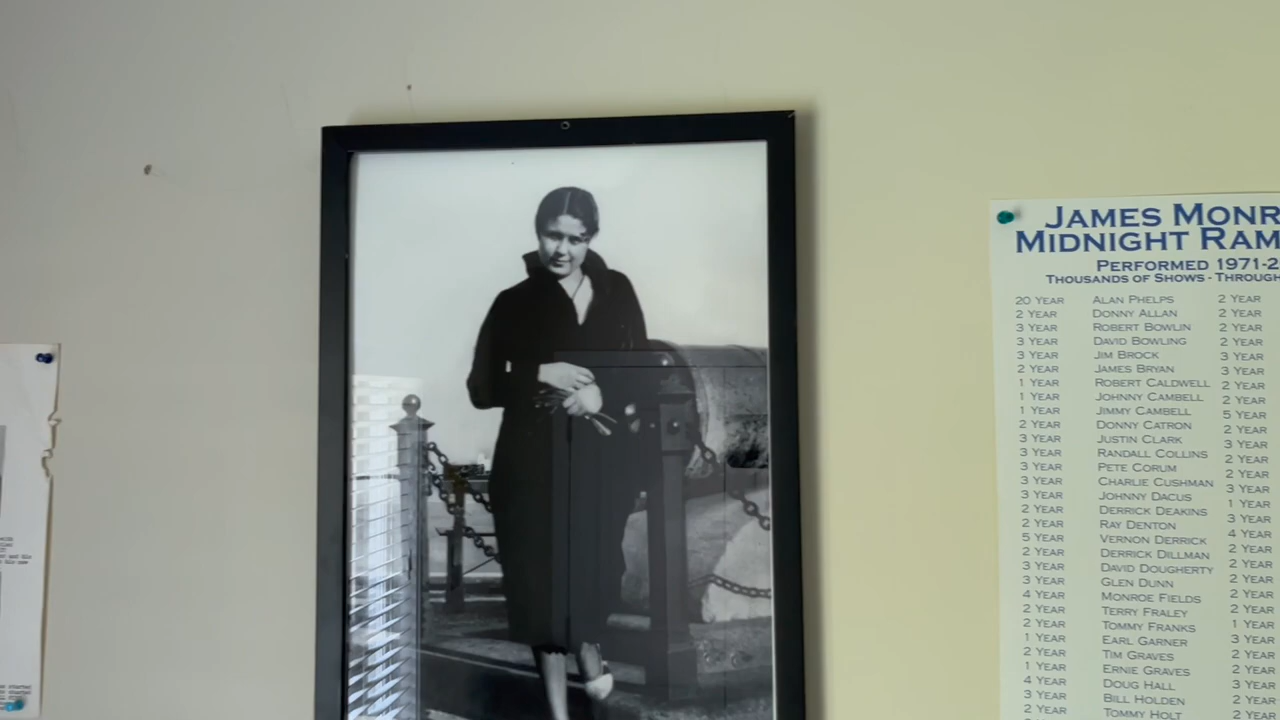 JAMES MONR
MIDNIGHT RAM
PERFORMED 1971-2
THOUSANDS OF SHOWS - THROUGH
20 YEAR ALAN PHELPS 2 YEAR
2 YEAR DONNY ALLAN 2 YEAR
3 YEAR ROBERT BOWLIN 2 YEAR
3 YEAR DAVID BOWLING 2 YEAR
3 YEAR JIM BROCK 3 YEAR
2 YEAR JAMES BRYAN 3 YEAR
1 YEAR ROBERT CALDWELL 2 YEAR
1 YEAR JOHNNY CAMBELL 2 YEAR
1 YEAR JIMMY CAMBELL 5 YEAR
2 YEAR DONNY CATRON 2 YEAR
3 YEAR JUSTIN CLARK 3 YEAR
3 YEAR RANDALL COLLINS 2 YEAR
3 YEAR PETE CORUM 2 YEAR
3 YEAR CHARLIE CUSHMAN 3 YEAR
3 YEAR JOHNNY DACUS 1 YEAR
2 YEAR DERRICK DEAKINS 3 YEAR
2 YEAR RAY DENTON 4 YEAR
5 YEAR VERNON DERRICK 2 YEAR
2 YEAR DERRICK DILLMAN 2 YEAR
3 YEAR DAVID DOUGHERTY 2 YEAR
3 YEAR GLEN DUNN 2 YEAR
4 YEAR MONROE FIELDS 2 YEAR
2 YEAR TERRY FRALEY 1 YEAR
2 YEAR TOMMY FRANKS 3 YEAR
1 YEAR EARL GARNER 2 YEAR
2 YEAR TIM GRAVES 3 YEAR
1 YEAR ERNIE GRAVES 2 YEAR
4 YEAR DOUG HALL 2 YEAR
3 YEAR BILL HOLDEN
2 YEAR TOMMY HOLT